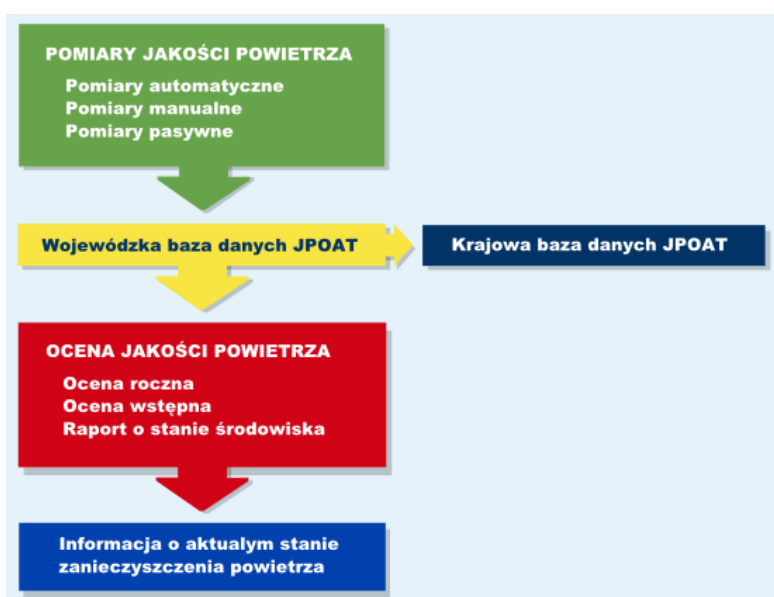 POMIARY JAKOŚCI POWIETRZA
Pomiary automatyczne
Pomiary manualne
Pomiary pasywne
Wojewódzka baza danych JPOAT
Krajowa baza danych JPOAT
OCENA JAKOŚCI POWIETRZA
Ocena roczna
Ocena wstępna
Raport o stanie środowiska
Informacja o aktualym stanie
zanieczyszczenia powietrza